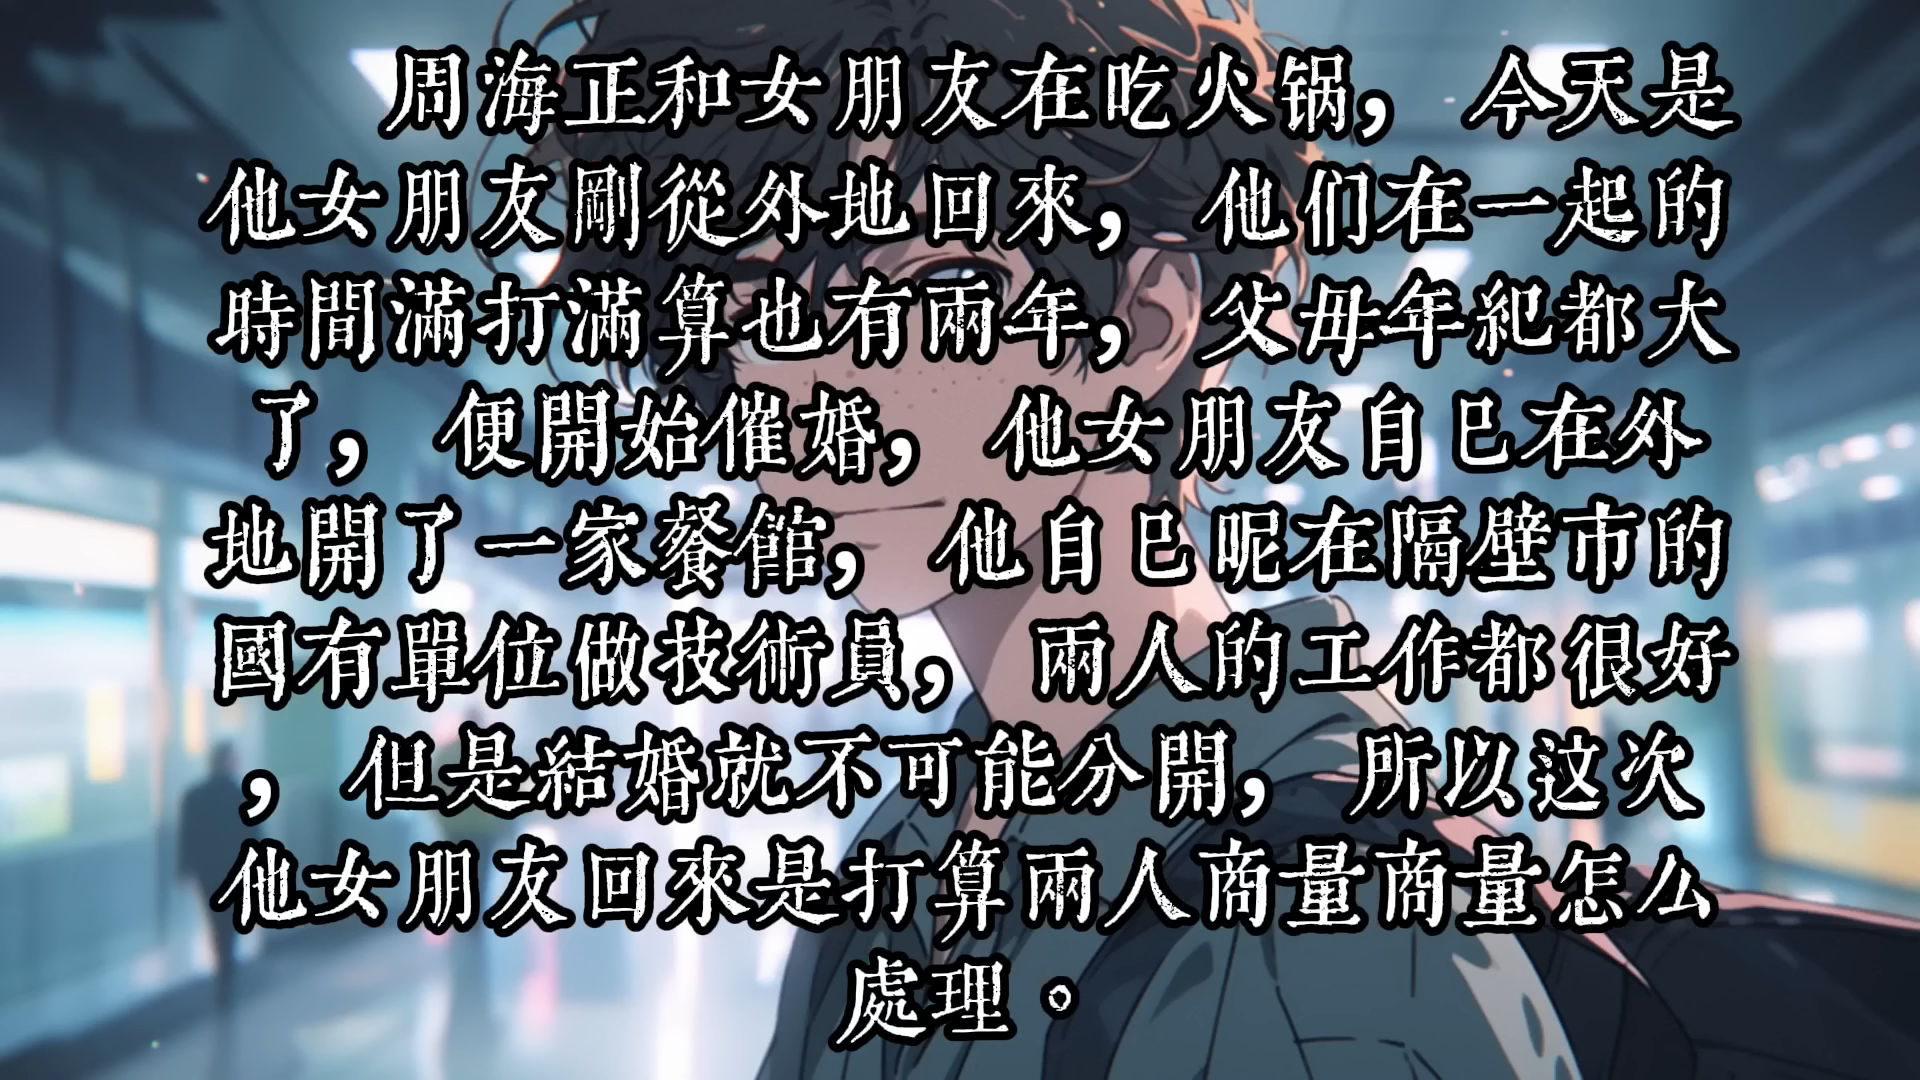 周海正和女朋友在吃火锅，今天是
他女朋友剛從外地回來，他们在一起的
時間滿打滿算也有兩年，父毋年紀都大
了，便開始催婚，他女朋友自已在外
地開了一家餐館，他自已呢在隔壁市的
國有單位做技術員，兩人的工作都很好
，但是結婚就不可能分開，所以这次
他女朋友回來是打算兩人商量商量怎么
處理。